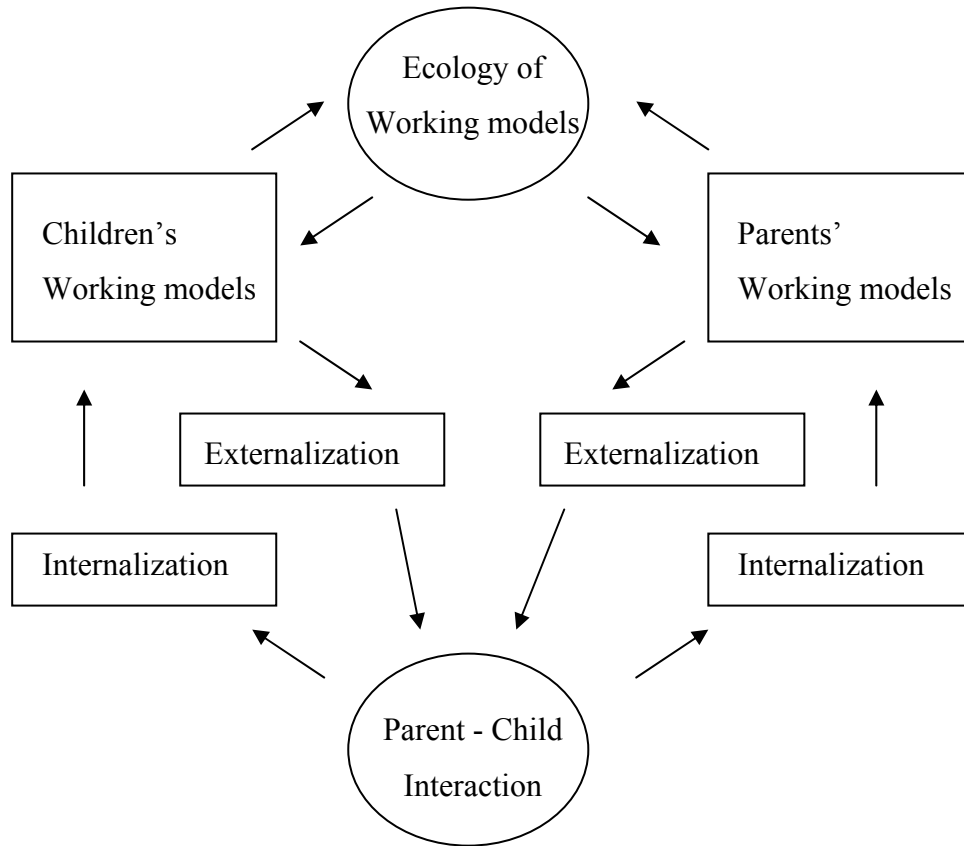 Ecology of
Working models
Children’s
Working models
Parents’
Working models
Externalization
Externalization
Internalization
Internalization
Parent - Child
Interaction